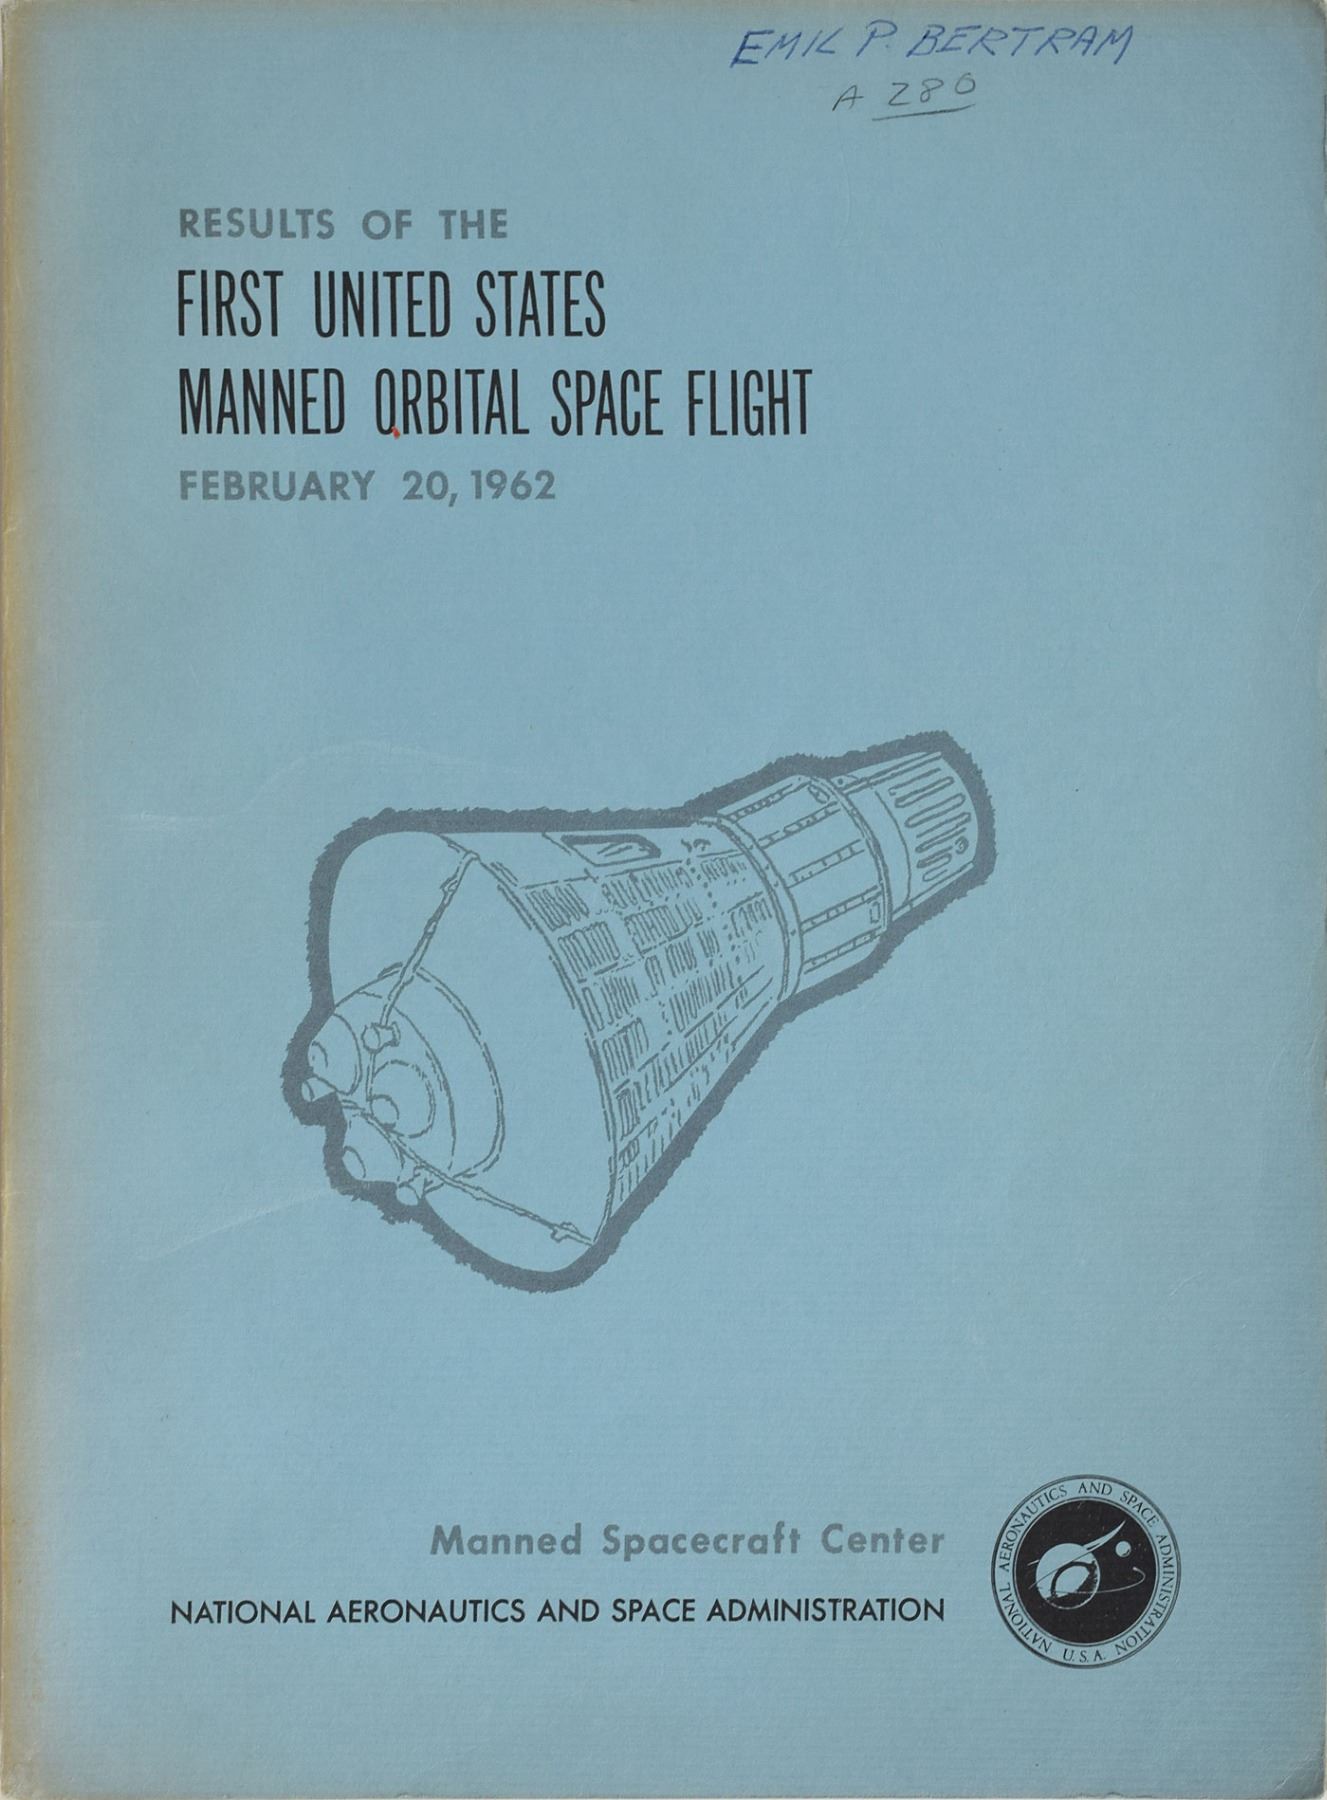 EMIL P. BERTRAM
A 280
RESULTS OF THE
FIRST UNITED STATES
MANNED ORBITAL SPACE FLIGHT
FEBRUARY 20, 1962
Manned Spacecraft Center
NATIONAL AERONAUTICS AND SPACE ADMINISTRATION
NATIONAL AERONAUTICS AND SPACE ADMINISTRATION
U.S.A.